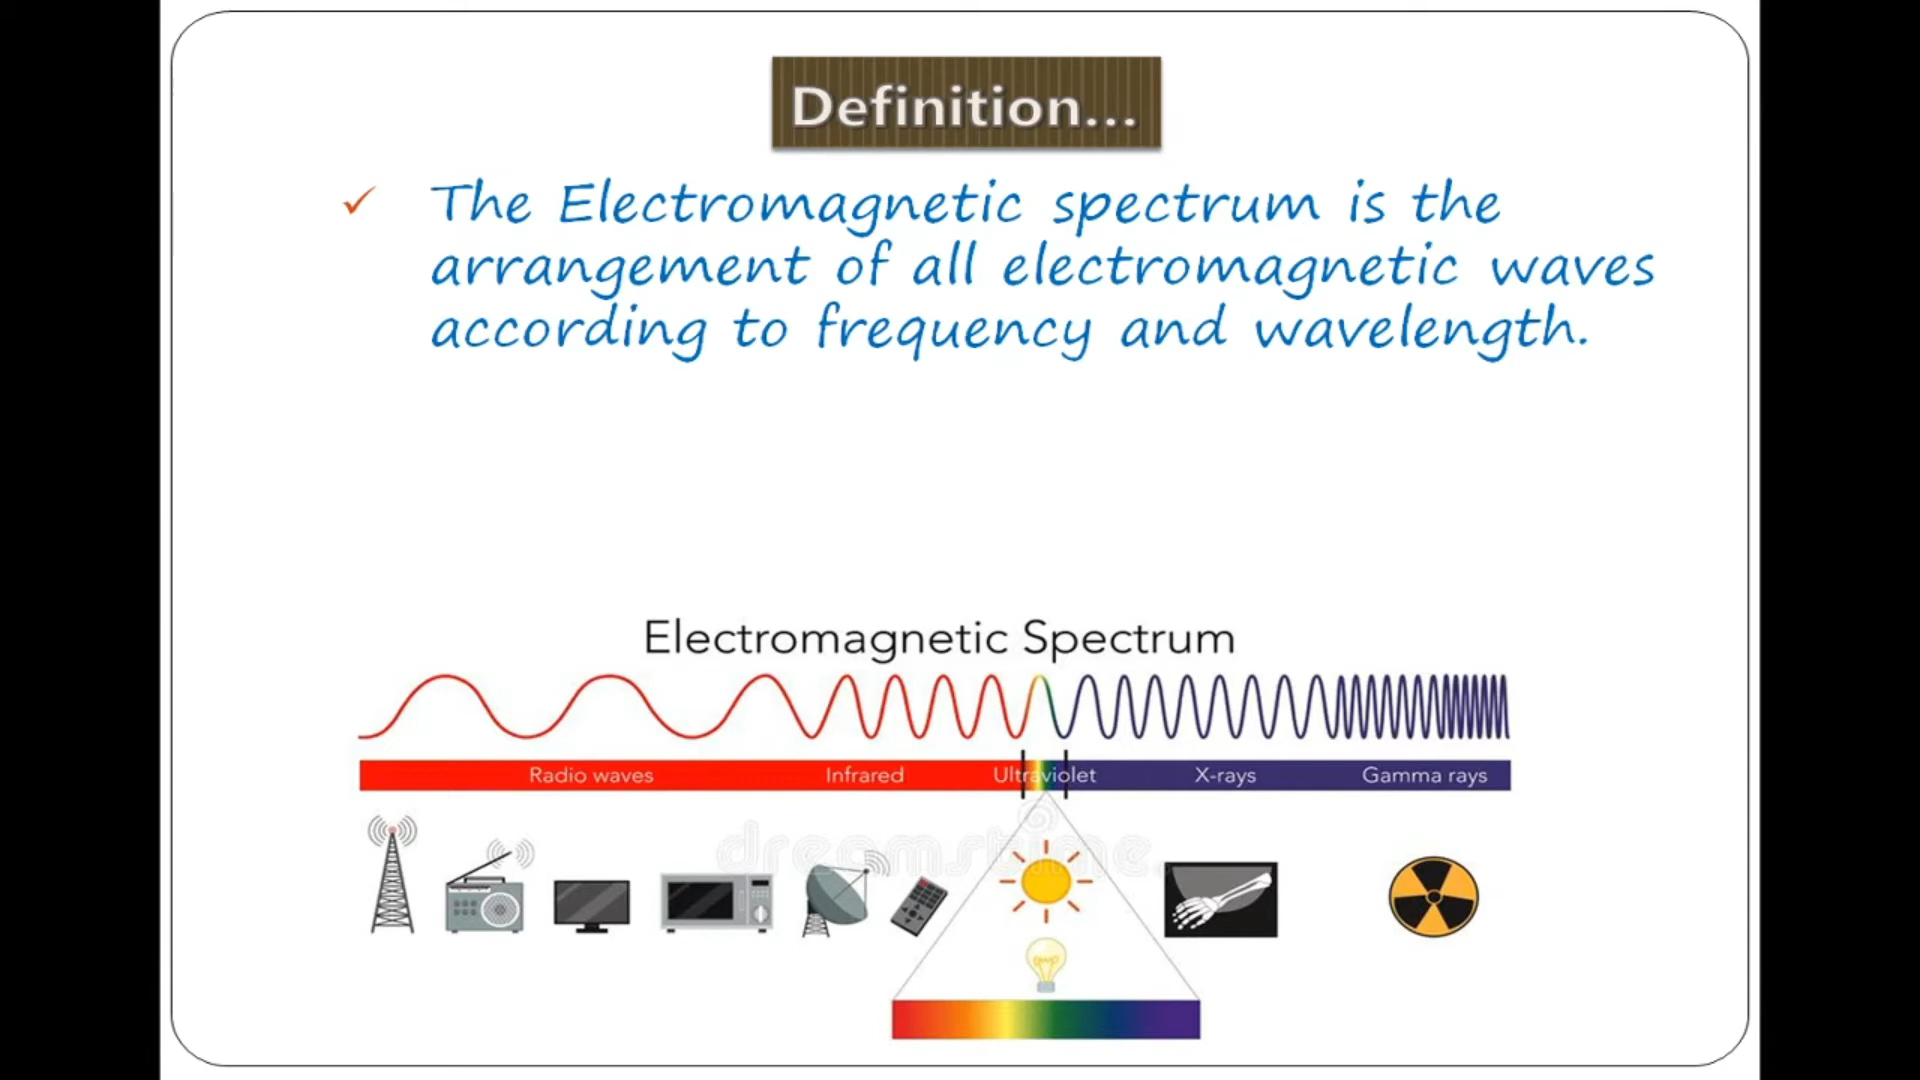 Definition...
✓ The Electromagnetic spectrum is the
arrangement of all electromagnetic waves
according to frequency and wavelength.
Electromagnetic Spectrum
Radio waves Infrared Ultraviolet X-rays Gamma rays
dreamstime.